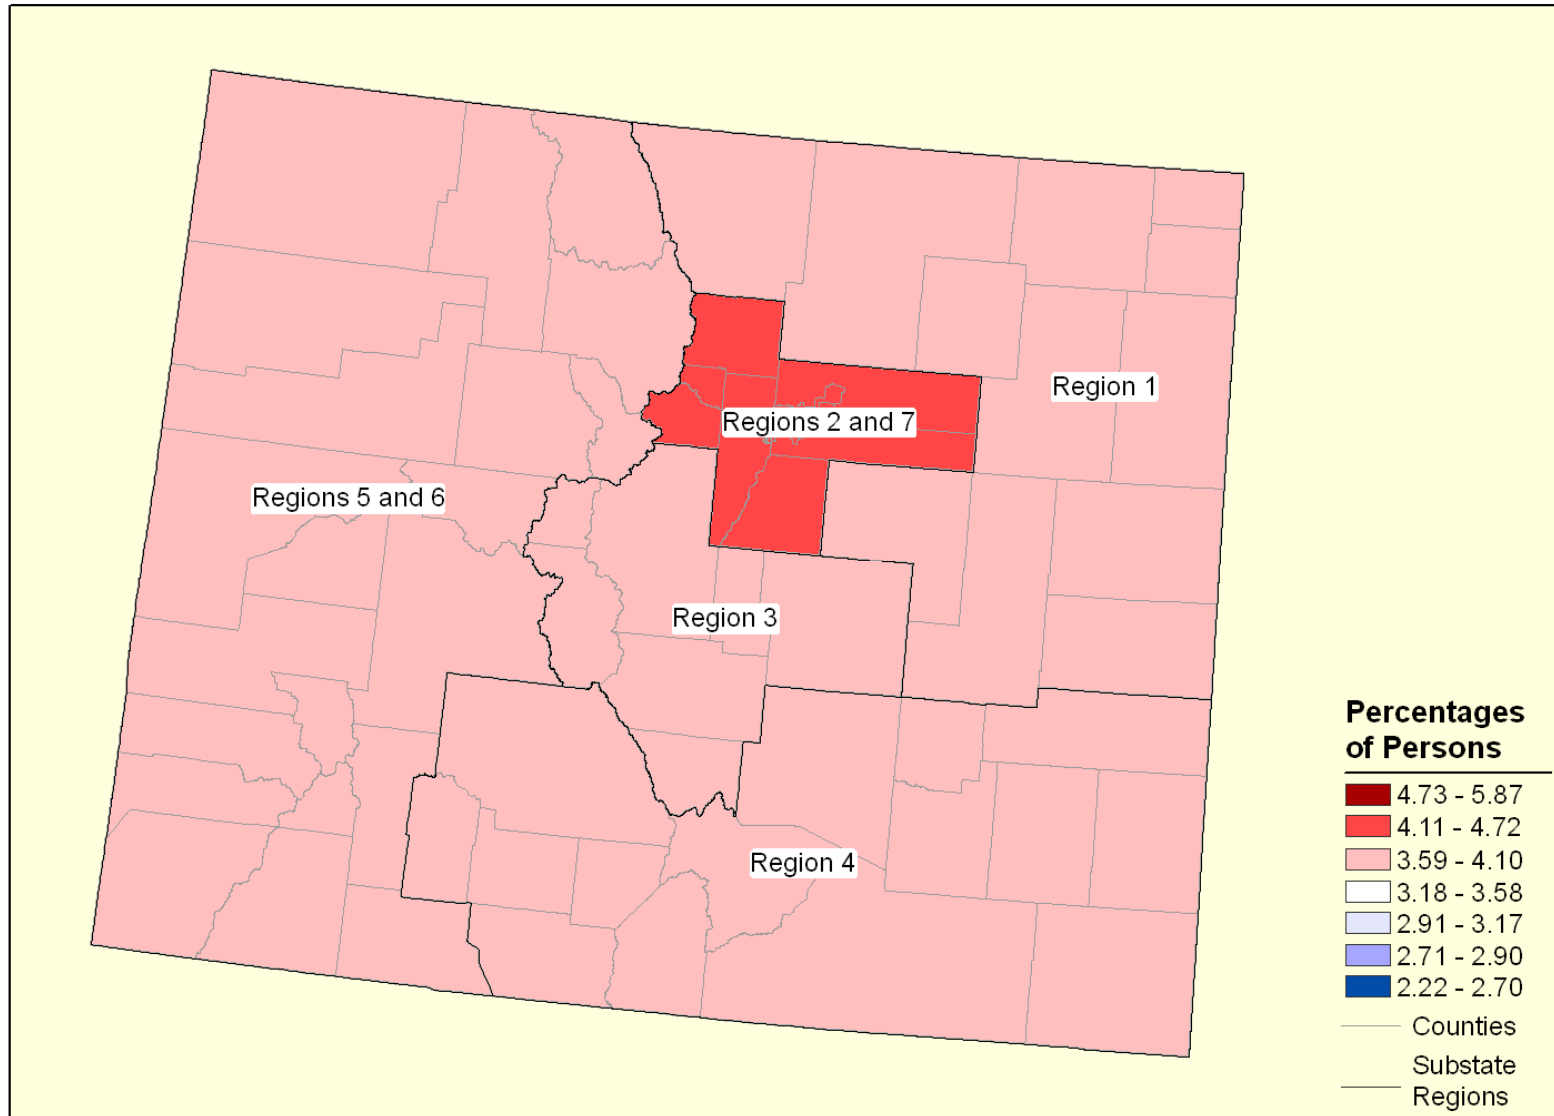 Region 1
Regions 2 and 7
Regions 5 and 6
Region 3
Region 4
Percentages
of Persons
4.73 - 5.87
4.11 - 4.72
3.59 - 4.10
3.18 - 3.58
2.91 - 3.17
2.71 - 2.90
2.22 - 2.70
Counties
Substate
Regions